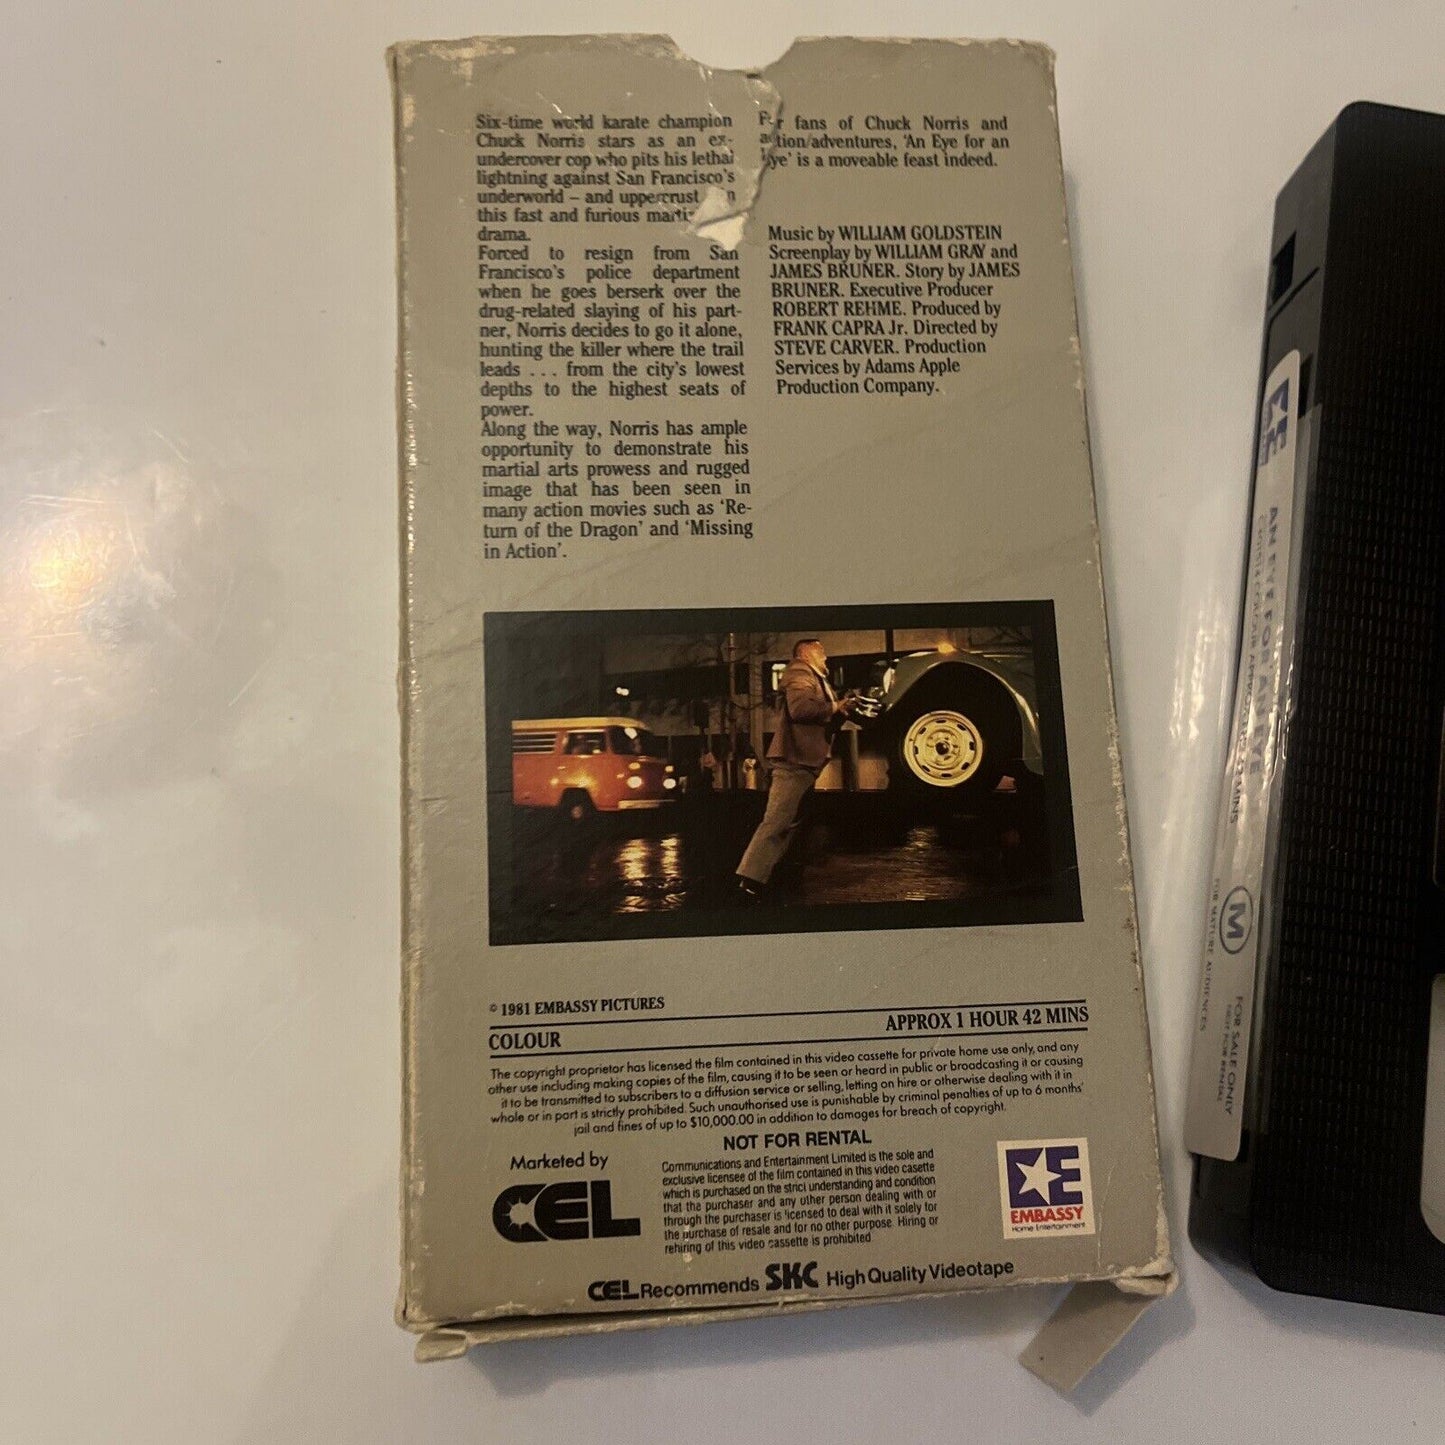 Six-time world karate champion
Chuck Norris stars as an ex-
undercover cop who pits his lethal
lightning against San Francisco's
underworld – and uppercrust
this fast and furious
drama.
Forced to resign from San
Francisco's police department
when he goes berserk over the
drug-related slaying of his part-
ner, Norris decides to go it alone,
hunting the killer where the trail
leads . . . from the city's lowest
depths to the highest seats of
power.
Along the way, Norris has ample
opportunity to demonstrate his
martial arts prowess and rugged
image that has been seen in
many action movies such as 'Re-
turn of the Dragon' and 'Missing
in Action'.
For fans of Chuck Norris and
action/adventures, 'An Eye for an
Eye' is a moveable feast indeed.
Music by WILLIAM GOLDSTEIN
Screenplay by WILLIAM GRAY and
JAMES BRUNER. Story by JAMES
BRUNER. Executive Producer
ROBERT REHME. Produced by
FRANK CAPRA Jr. Directed by
STEVE CARVER. Production
Services by Adams Apple
Production Company.
© 1981 EMBASSY PICTURES
COLOUR APPROX 1 HOUR 42 MINS
The copyright proprietor has licensed the film contained in this video cassette for private home use only, and any
other use including making copies of the film, causing it to be seen or heard in public or broadcasting it or causing
it to be transmitted to subscribers to a diffusion service or selling, letting on hire or otherwise dealing with it in
whole or in part is strictly prohibited. Such unauthorised use is punishable by criminal penalties of up to 6 months'
jail and fines of up to $10,000.00 in addition to damages for breach of copyright.
NOT FOR RENTAL
Marketed by
CEL
Communications and Entertainment Limited is the sole and
exclusive licensee of the film contained in this video casette
which is purchased on the strict understanding and condition
that the purchaser and any other person dealing with or
through the purchaser is licensed to deal with it solely for
the purchase of resale and for no other purpose. Hiring or
rehiring of this video cassette is prohibited
E
EMBASSY
Home Entertainment
CEL Recommends SKC High Quality Videotape
E
AN EYE FOR AN EYE
COLOUR APPROX MINS
M
FOR MATURE AUDIENCES
FOR SALE ONLY
NOT FOR RENTAL